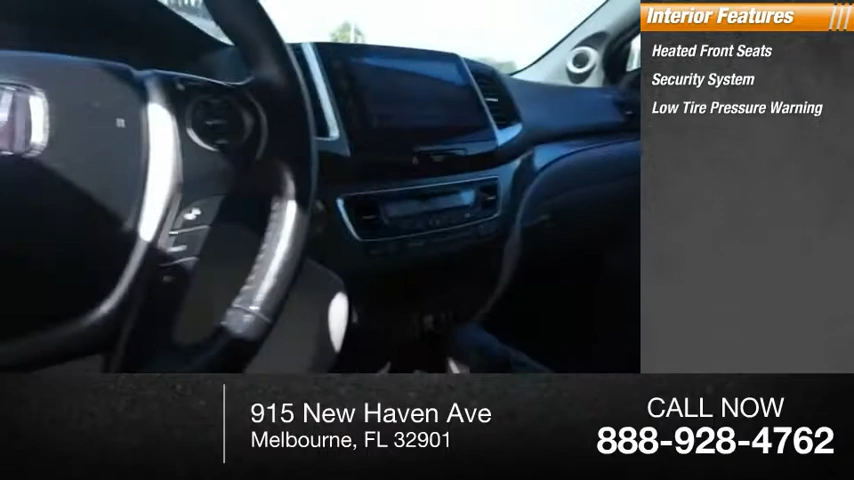 Interior Features
Heated Front Seats
Security System
Low Tire Pressure Warning
915 New Haven Ave
Melbourne, FL 32901
CALL NOW
888-928-4762